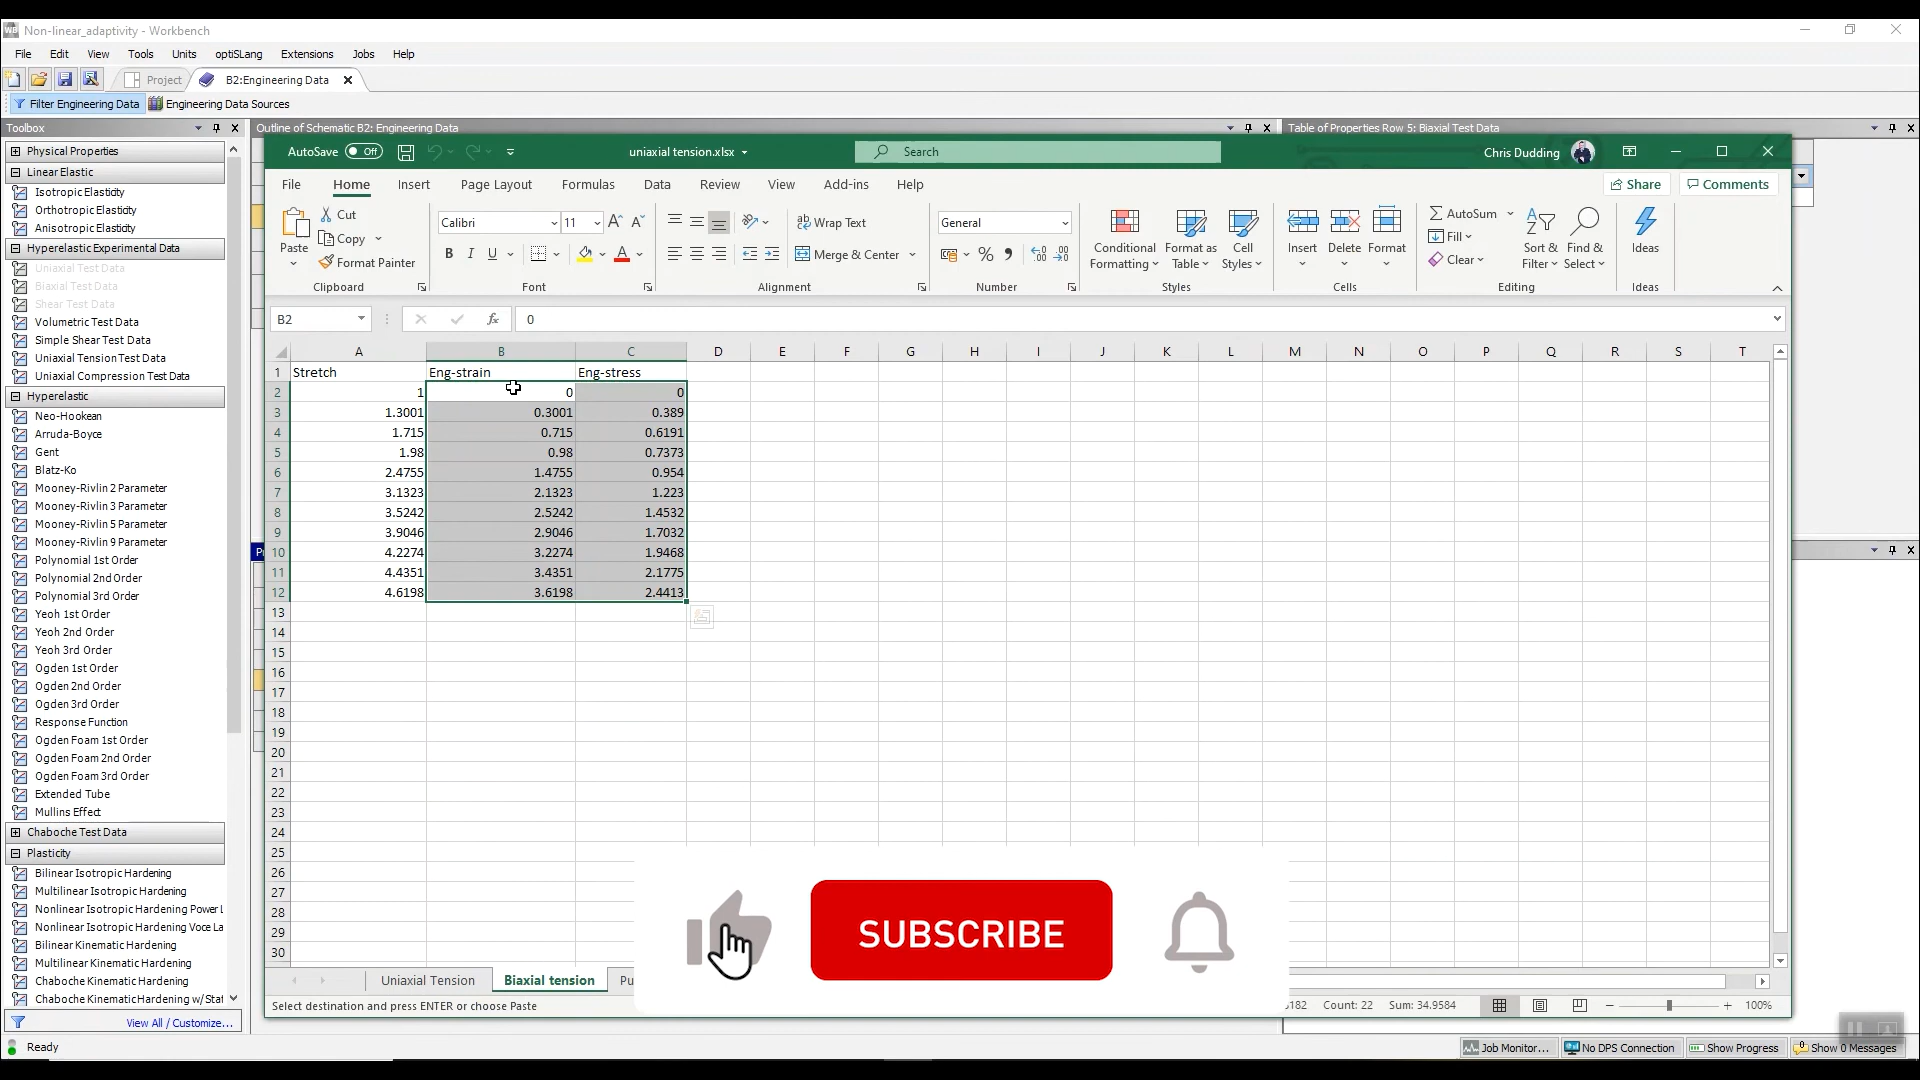 Non-linear_adaptivity - Workbench
File Edit View Tools Units optiSLang Extensions Jobs Help
Project B2:Engineering Data
Filter Engineering Data Engineering Data Sources
Toolbox
Outline of Schematic B2: Engineering Data
Table of Properties Row 5: Biaxial Test Data
Physical Properties
Linear Elastic
Isotropic Elasticity
Orthotropic Elasticity
Anisotropic Elasticity
Hyperelastic Experimental Data
Uniaxial Test Data
Biaxial Test Data
Shear Test Data
Volumetric Test Data
Simple Shear Test Data
Uniaxial Tension Test Data
Uniaxial Compression Test Data
Hyperelastic
Neo-Hookean
Arruda-Boyce
Gent
Blatz-Ko
Mooney-Rivlin 2 Parameter
Mooney-Rivlin 3 Parameter
Mooney-Rivlin 5 Parameter
Mooney-Rivlin 9 Parameter
Polynomial 1st Order
Polynomial 2nd Order
Polynomial 3rd Order
Yeoh 1st Order
Yeoh 2nd Order
Yeoh 3rd Order
Ogden 1st Order
Ogden 2nd Order
Ogden 3rd Order
Response Function
Ogden Foam 1st Order
Ogden Foam 2nd Order
Ogden Foam 3rd Order
Extended Tube
Mullins Effect
Chaboche Test Data
Plasticity
Bilinear Isotropic Hardening
Multilinear Isotropic Hardening
Nonlinear Isotropic Hardening Power L
Nonlinear Isotropic Hardening Voce La
Bilinear Kinematic Hardening
Multilinear Kinematic Hardening
Chaboche Kinematic Hardening
Chaboche Kinematic Hardening w/Stat
View All / Customize...
AutoSave Off uniaxial tension.xlsx Search Chris Dudding
File Home Insert Page Layout Formulas Data Review View Add-ins Help Share Comments
Paste
Cut
Copy
Format Painter
Clipboard
Calibri 11
B I U A
Font
Wrap Text
Merge & Center
Alignment
General
%
Number
Conditional Formatting
Format as Table
Cell Styles
Styles
Insert Delete Format
Cells
AutoSum
Fill
Clear
Sort & Filter
Find & Select
Editing
Ideas
Ideas
B2 fx 0
A B C D E F G H I J K L M N O P Q R S T
1 Stretch Eng-strain Eng-stress
2 1 0 0
3 1.3001 0.3001 0.389
4 1.715 0.715 0.6191
5 1.98 0.98 0.7373
6 2.4755 1.4755 0.954
7 3.1323 2.1323 1.223
8 3.5242 2.5242 1.4532
9 3.9046 2.9046 1.7032
10 4.2274 3.2274 1.9468
11 4.4351 3.4351 2.1775
12 4.6198 3.6198 2.4413
13
14
15
16
17
18
19
20
21
22
23
24
25
26
27
28
29
30
SUBSCRIBE
Uniaxial Tension Biaxial tension Pu
Select destination and press ENTER or choose Paste
Count: 22 Sum: 34.9584 100%
Ready
Job Monitor... No DPS Connection Show Progress Show 0 Messages